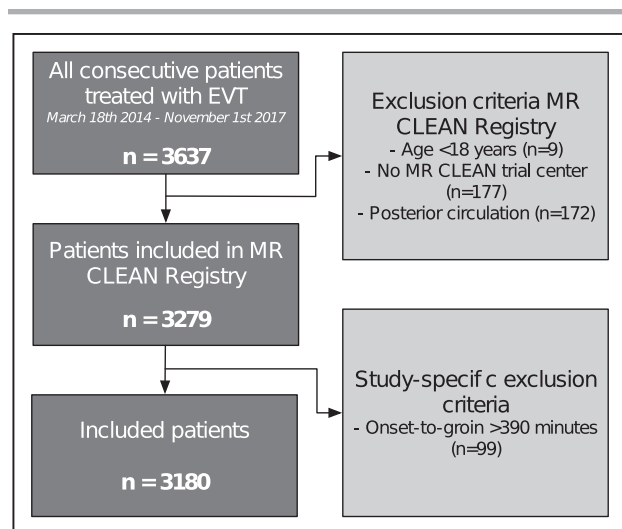 All consecutive patients
treated with EVT
March 18th 2014 - November 1st 2017
n = 3637
Exclusion criteria MR
CLEAN Registry
- Age <18 years (n=9)
- No MR CLEAN trial center
(n=177)
- Posterior circulation (n=172)
Patients included in MR
CLEAN Registry
n = 3279
Study-specif c exclusion
criteria
- Onset-to-groin >390 minutes
(n=99)
Included patients
n = 3180